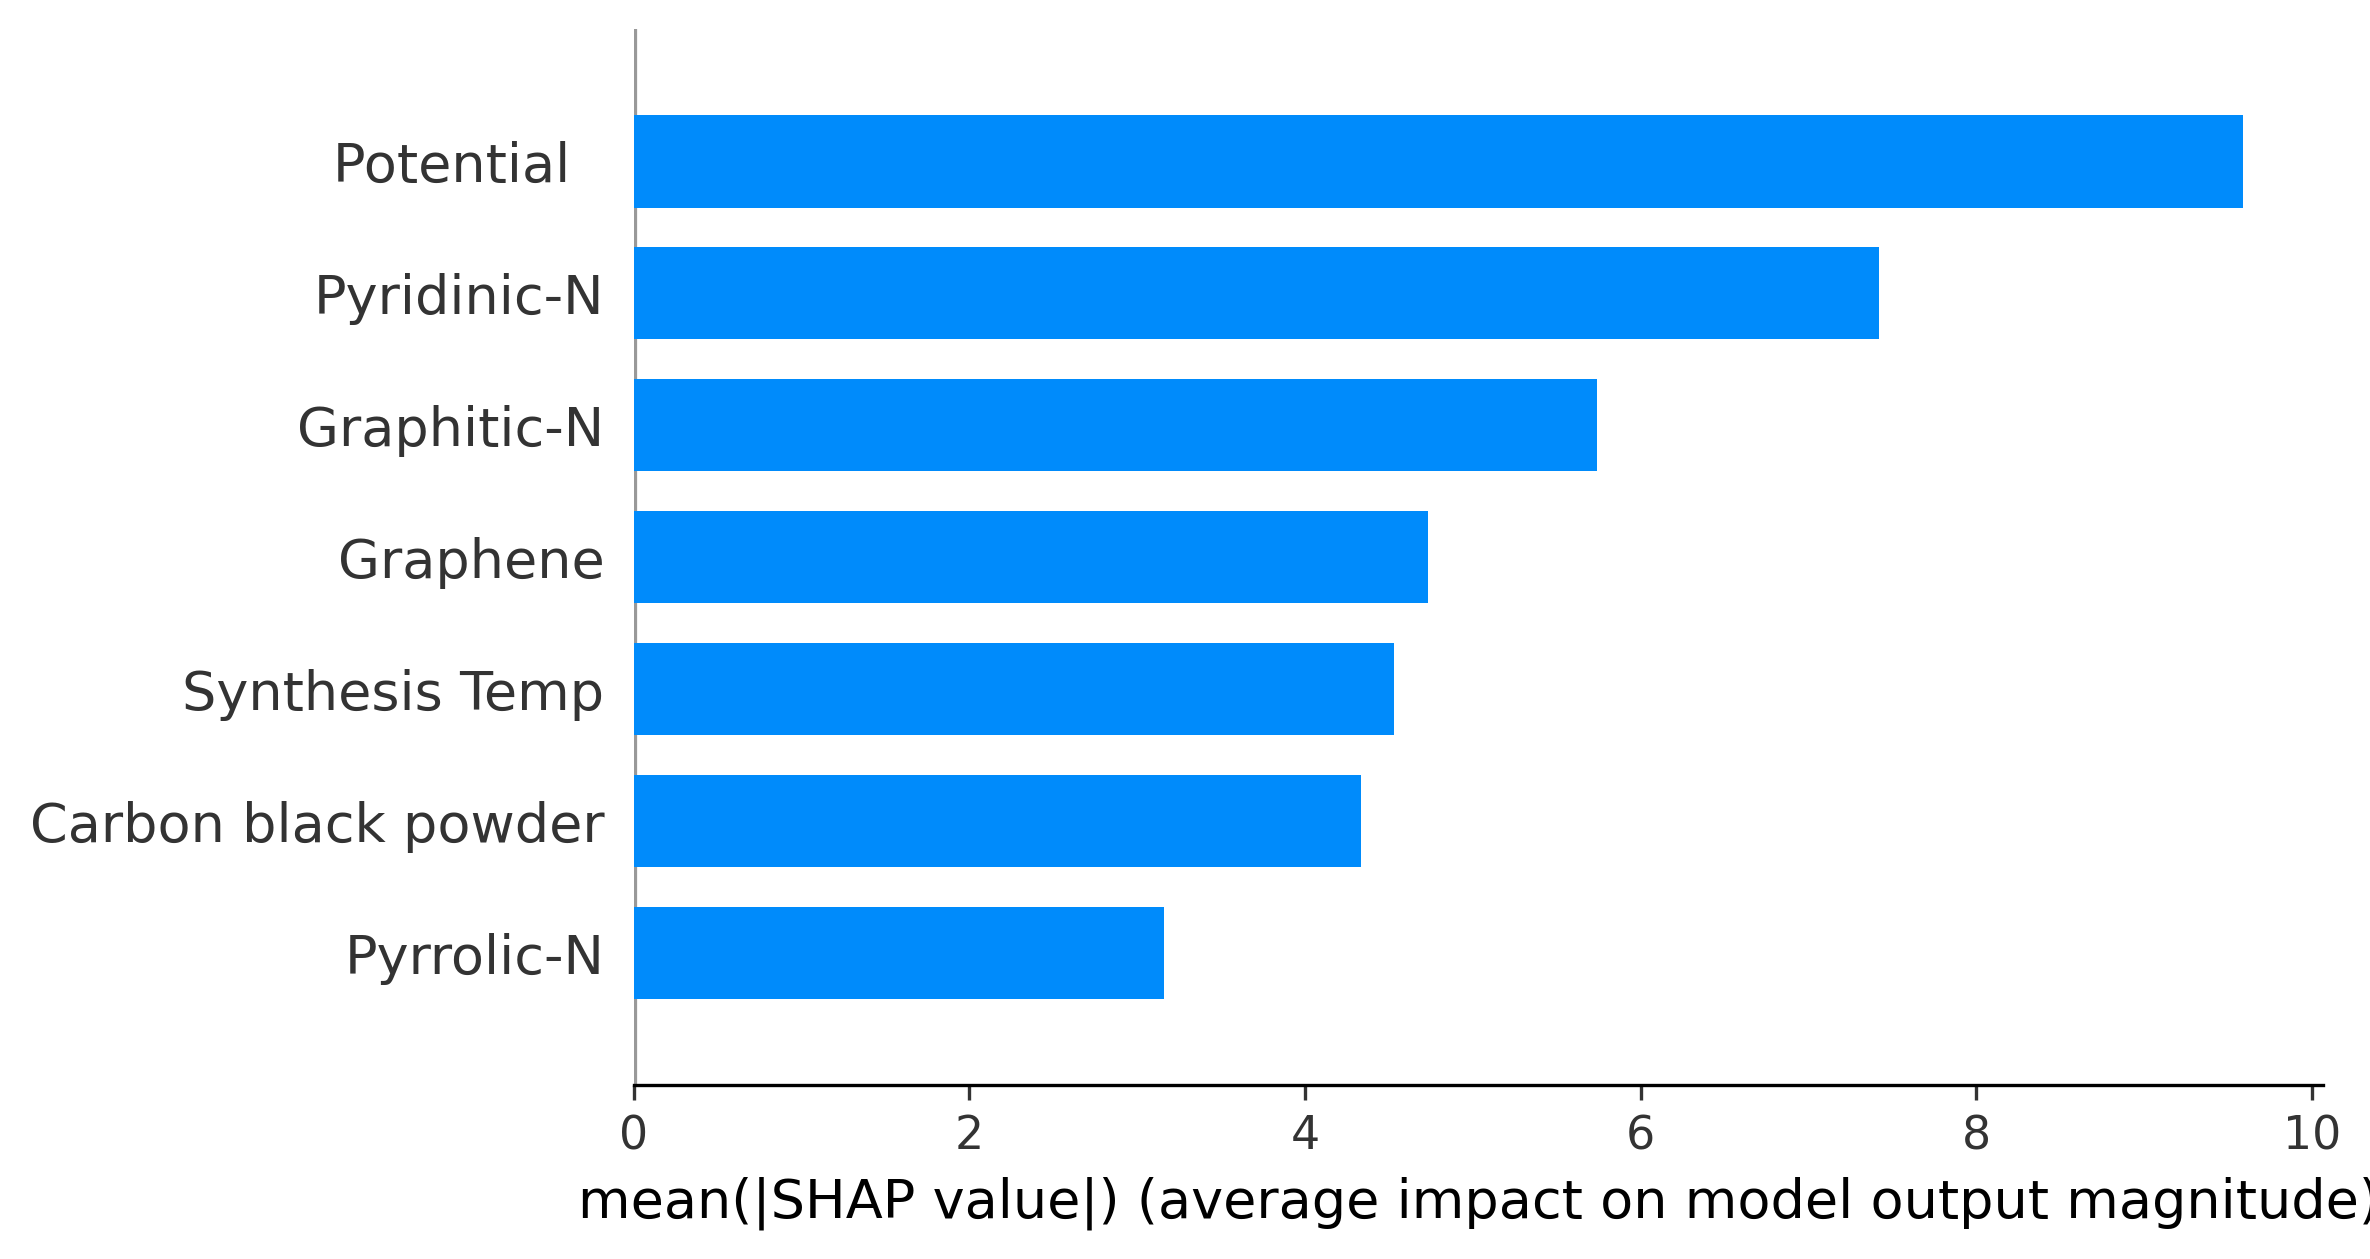 Potential
Pyridinic-N
Graphitic-N
Graphene
Synthesis Temp
Carbon black powder
Pyrrolic-N
0 2 4 6 8 10
mean(|SHAP value|) (average impact on model output magnitude)